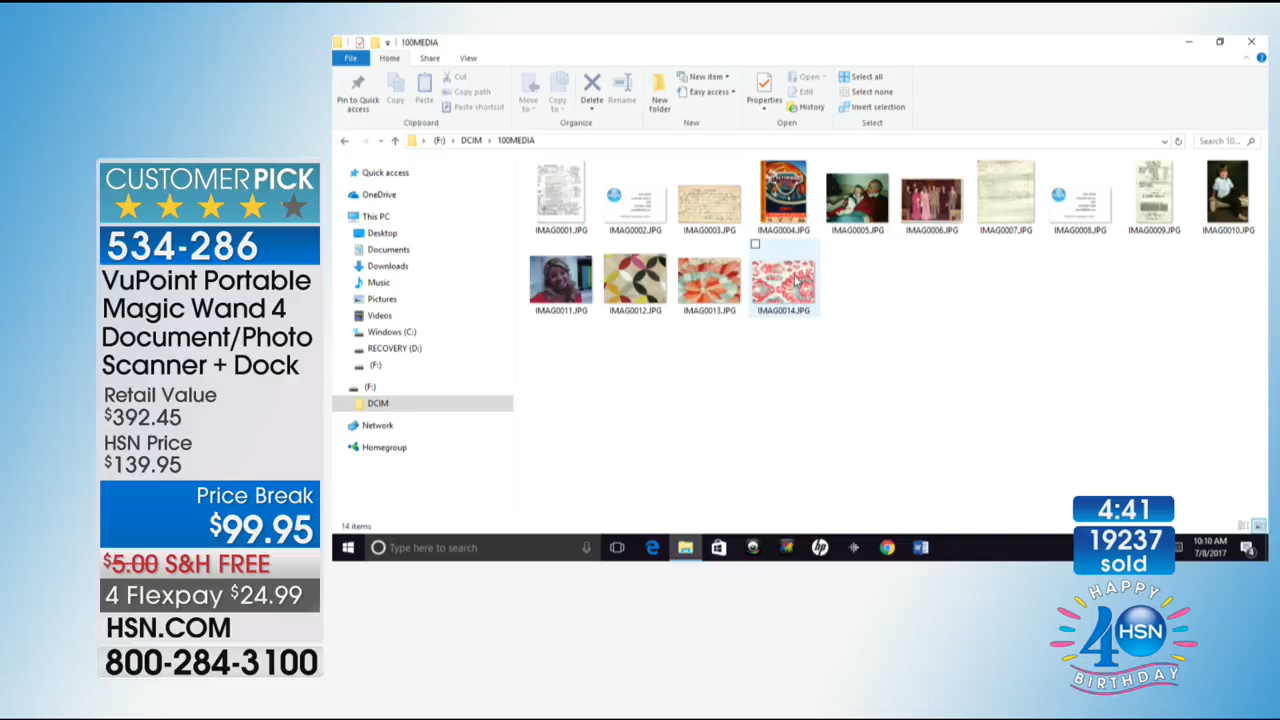 CUSTOMER PICK
534-286
VuPoint Portable
Magic Wand 4
Document/Photo
Scanner + Dock
Retail Value
$392.45
HSN Price
$139.95
Price Break
$99.95
$5.00 S&H FREE
4 Flexpay $24.99
HSN.COM
800-284-3100
100MEDIA
File Home Share View
Pin to Quick access
Copy
Paste
Cut
Copy path
Paste shortcut
Clipboard
Move to
Copy to
Delete
Rename
Organize
New folder
New item
Easy access
New
Properties
Open
Edit
History
Open
Select all
Select none
Invert selection
Select
(F:) DCIM 100MEDIA
Search 10...
Quick access
OneDrive
This PC
Desktop
Documents
Downloads
Music
Pictures
Videos
Windows (C:)
RECOVERY (D:)
(F:)
(F:)
DCIM
Network
Homegroup
IMAG0001.JPG IMAG0002.JPG IMAG0003.JPG IMAG0004.JPG IMAG0005.JPG IMAG0006.JPG IMAG0007.JPG IMAG0008.JPG IMAG0009.JPG IMAG0010.JPG
IMAG0011.JPG IMAG0012.JPG IMAG0013.JPG IMAG0014.JPG
14 items
Type here to search
10:10 AM
7/8/2017
4:41
19237
sold
HAPPY
40 HSN
BIRTHDAY